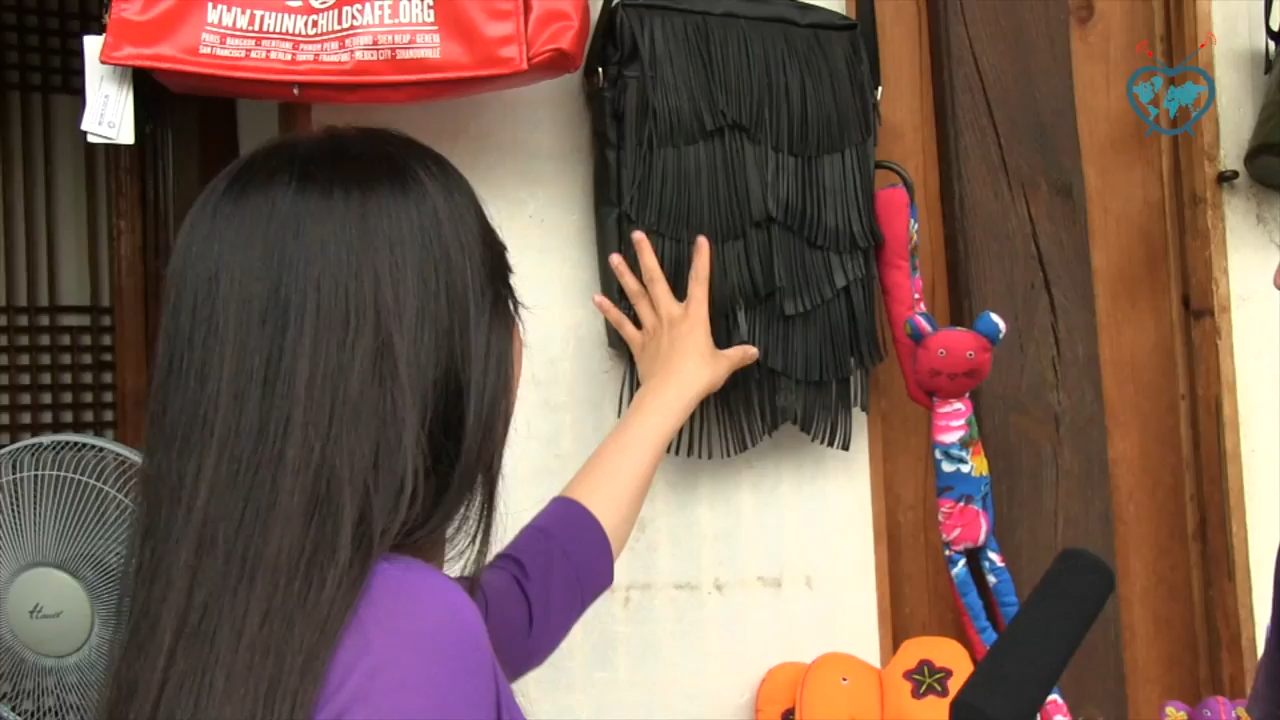 WWW.THINKCHILDSAFE.ORG
PARIS - BANGKOK - VIENTIANE - PHNOM PENH - MEDFORD - SIEM REAP - GENEVA
SAN FRANCISCO - ACEH - BERLIN - TOKYO - FRANKFURT - MEXICO CITY - SIHANOUKVILLE